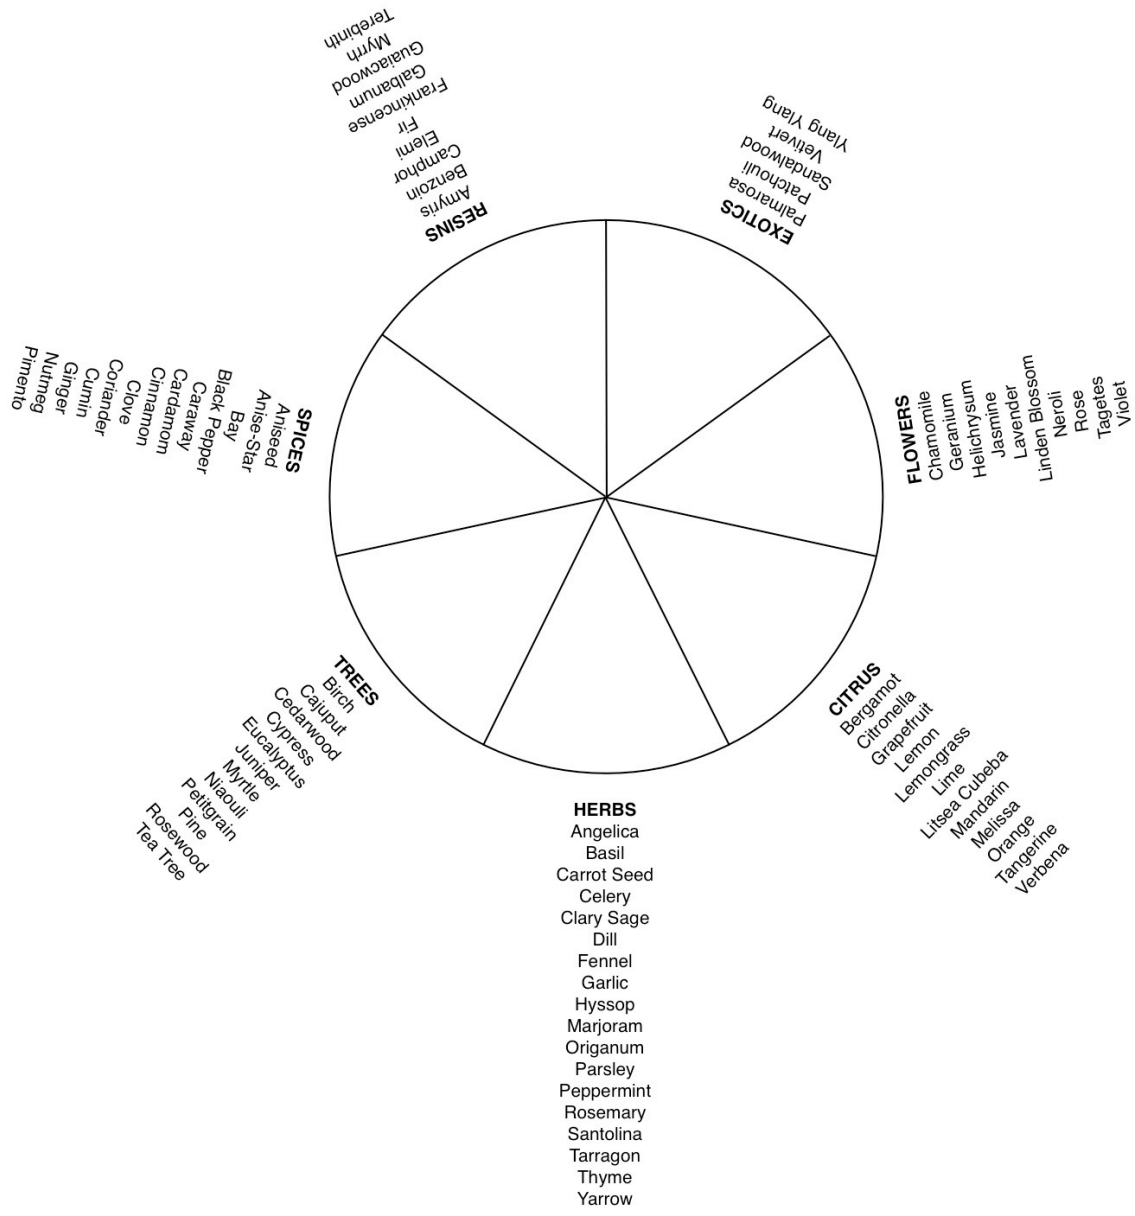 RESINS
Amyris
Benzoin
Camphor
Elemi
Fir
Frankincense
Galbanum
Guaiacwood
Myrrh
Terebinth
EXOTICS
Palmarosa
Patchouli
Sandalwood
Vetivert
Ylang Ylang
FLOWERS
Chamomile
Geranium
Helichrysum
Jasmine
Lavender
Linden Blossom
Neroli
Rose
Tagetes
Violet
CITRUS
Bergamot
Citronella
Grapefruit
Lemon
Lemongrass
Lime
Litsea Cubeba
Mandarin
Melissa
Orange
Tangerine
Verbena
HERBS
Angelica
Basil
Carrot Seed
Celery
Clary Sage
Dill
Fennel
Garlic
Hyssop
Marjoram
Origanum
Parsley
Peppermint
Rosemary
Santolina
Tarragon
Thyme
Yarrow
TREES
Birch
Cajuput
Cedarwood
Cypress
Eucalyptus
Juniper
Myrtle
Niaouli
Petitgrain
Pine
Rosewood
Tea Tree
SPICES
Aniseed
Anise-Star
Bay
Black Pepper
Caraway
Cardamom
Cinnamon
Clove
Coriander
Cumin
Ginger
Nutmeg
Pimento